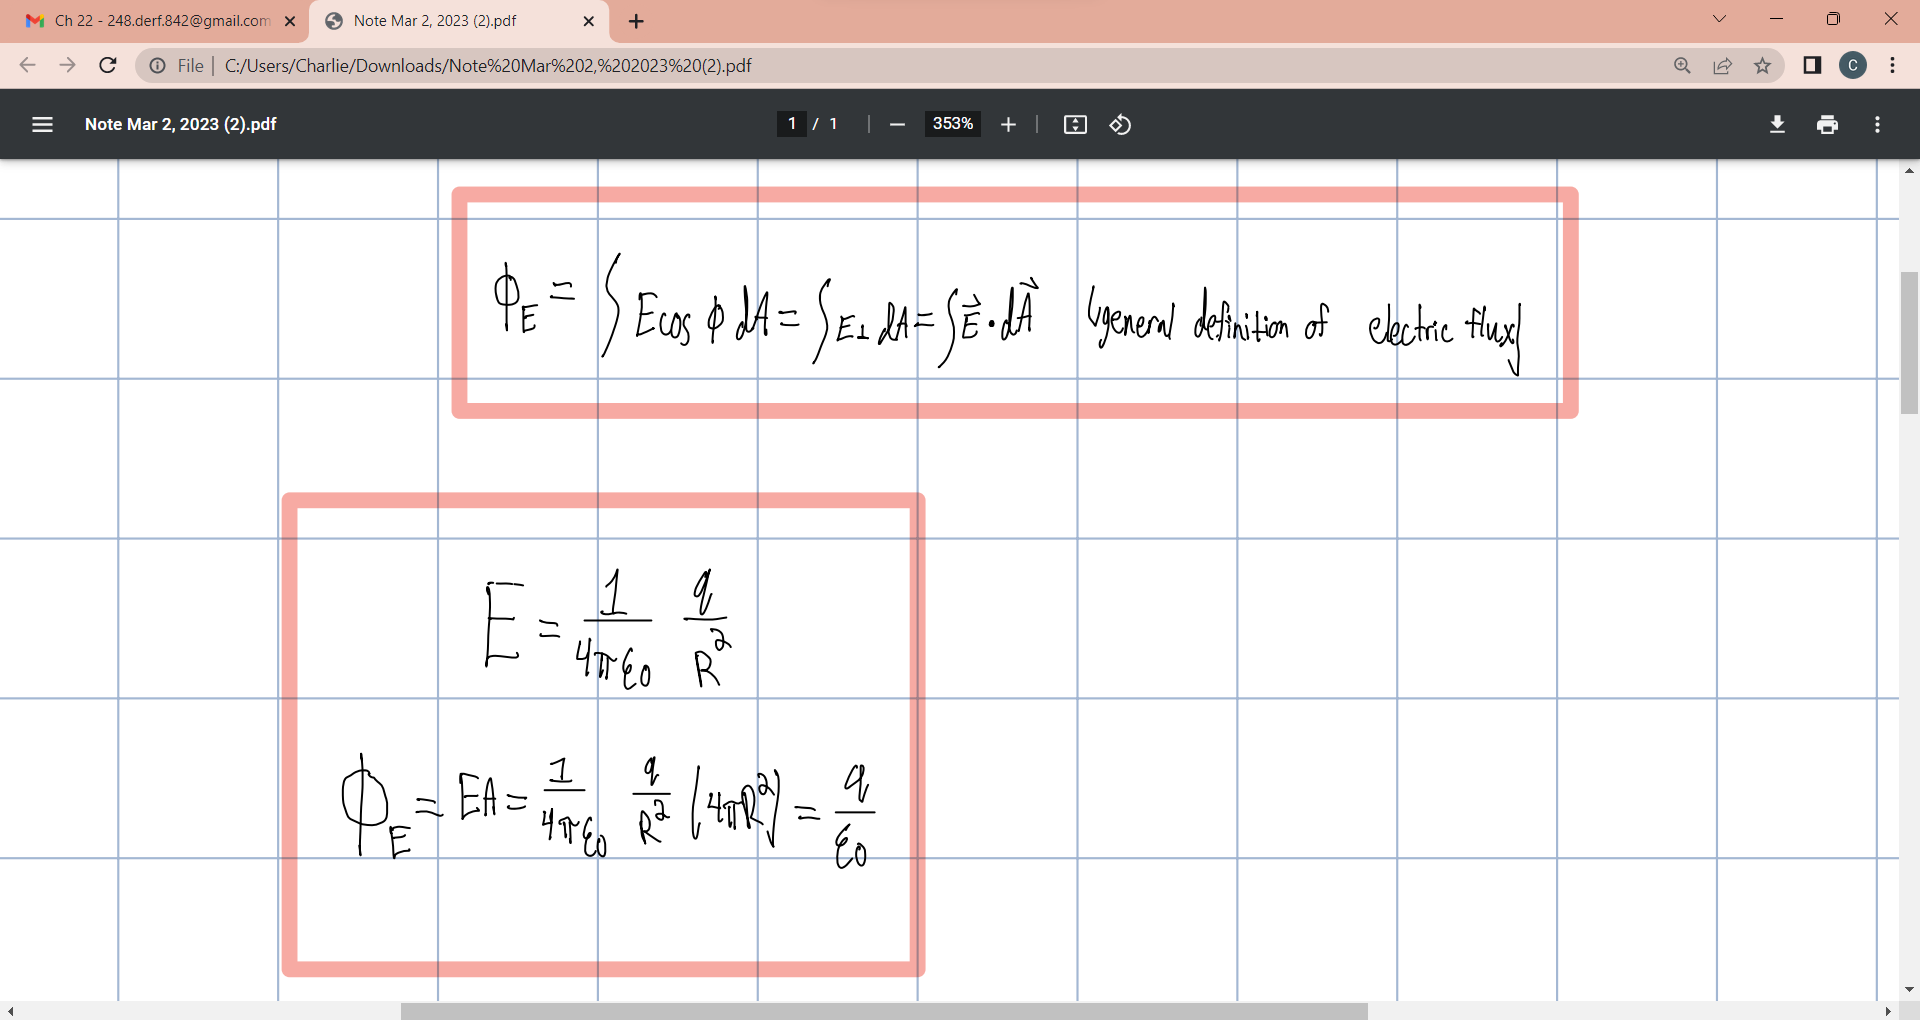 Ch 22 - 248.derf.842@gmail.com
Note Mar 2, 2023 (2).pdf
File | C:/Users/Charlie/Downloads/Note%20Mar%202,%202023%20(2).pdf
C
Note Mar 2, 2023 (2).pdf
1 / 1
353%
ϕ_E = ∫ E cos ϕ dA = ∫ E⊥ dA = ∫ E⃗ · dA⃗ (general definition of electric flux)
E = 1/(4πε0) q/R²
Φ_E = EA = 1/(4πε0) q/R² (4πR²) = q/ε0